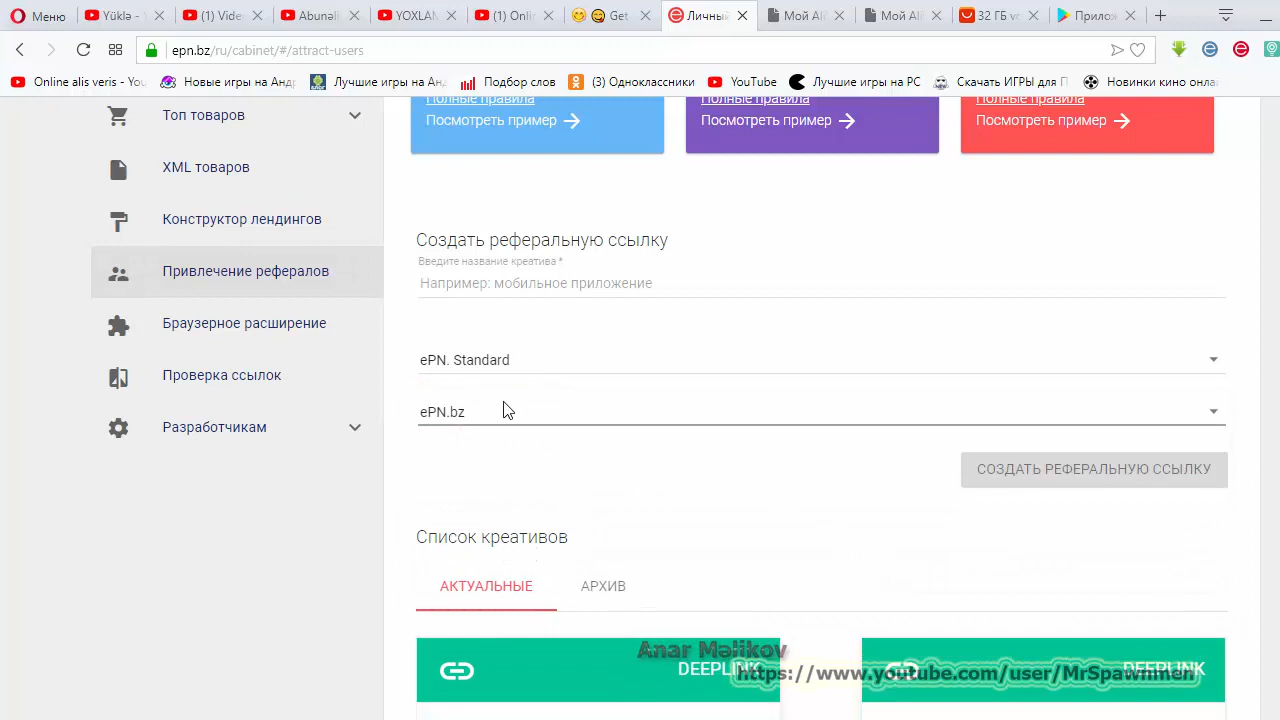 Меню
Yüklə - Y
(1) Vide
Abunəli
YOXLAN
(1) Onli
Get
Личный
Мой Ali
Мой Ali
32 ГБ
Прило
epn.bz/ru/cabinet/#/attract-users
Online alis veris - You
Новые игры на Анд
Лучшие игры на Анд
Подбор слов
(3) Одноклассники
YouTube
Лучшие игры на PC
Скачать ИГРЫ для П
Новинки кино онла
Полные правила
Полные правила
Полные правила
Посмотреть пример
Посмотреть пример
Посмотреть пример
Топ товаров
XML товаров
Конструктор лендингов
Привлечение рефералов
Браузерное расширение
Проверка ссылок
Разработчикам
Создать реферальную ссылку
Введите название креатива *
Например: мобильное приложение
ePN. Standard
ePN.bz
СОЗДАТЬ РЕФЕРАЛЬНУЮ ССЫЛКУ
Список креативов
АКТУАЛЬНЫЕ
АРХИВ
DEEPLINK
DEEPLINK
Anar Məlikov
https://www.youtube.com/user/MrSpawnmen